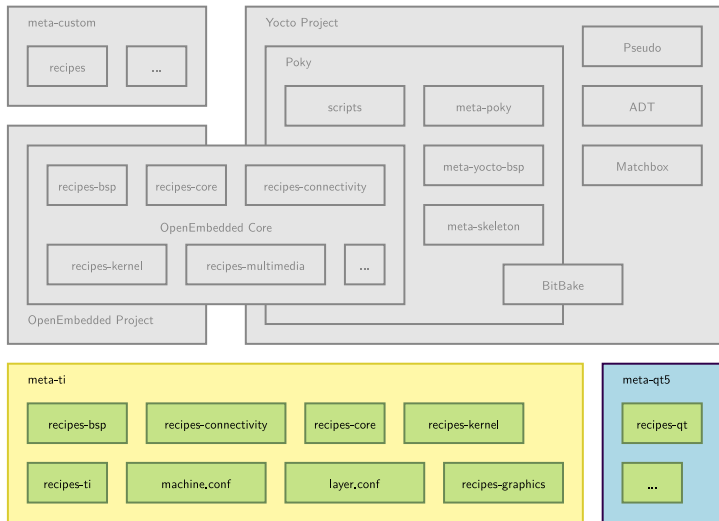 meta-custom
recipes
...
Yocto Project
Poky
scripts
meta-poky
meta-yocto-bsp
meta-skeleton
BitBake
Pseudo
ADT
Matchbox
recipes-bsp
recipes-core
recipes-connectivity
OpenEmbedded Core
recipes-kernel
recipes-multimedia
...
OpenEmbedded Project
meta-ti
recipes-bsp
recipes-connectivity
recipes-core
recipes-kernel
recipes-ti
machine.conf
layer.conf
recipes-graphics
meta-qt5
recipes-qt
...